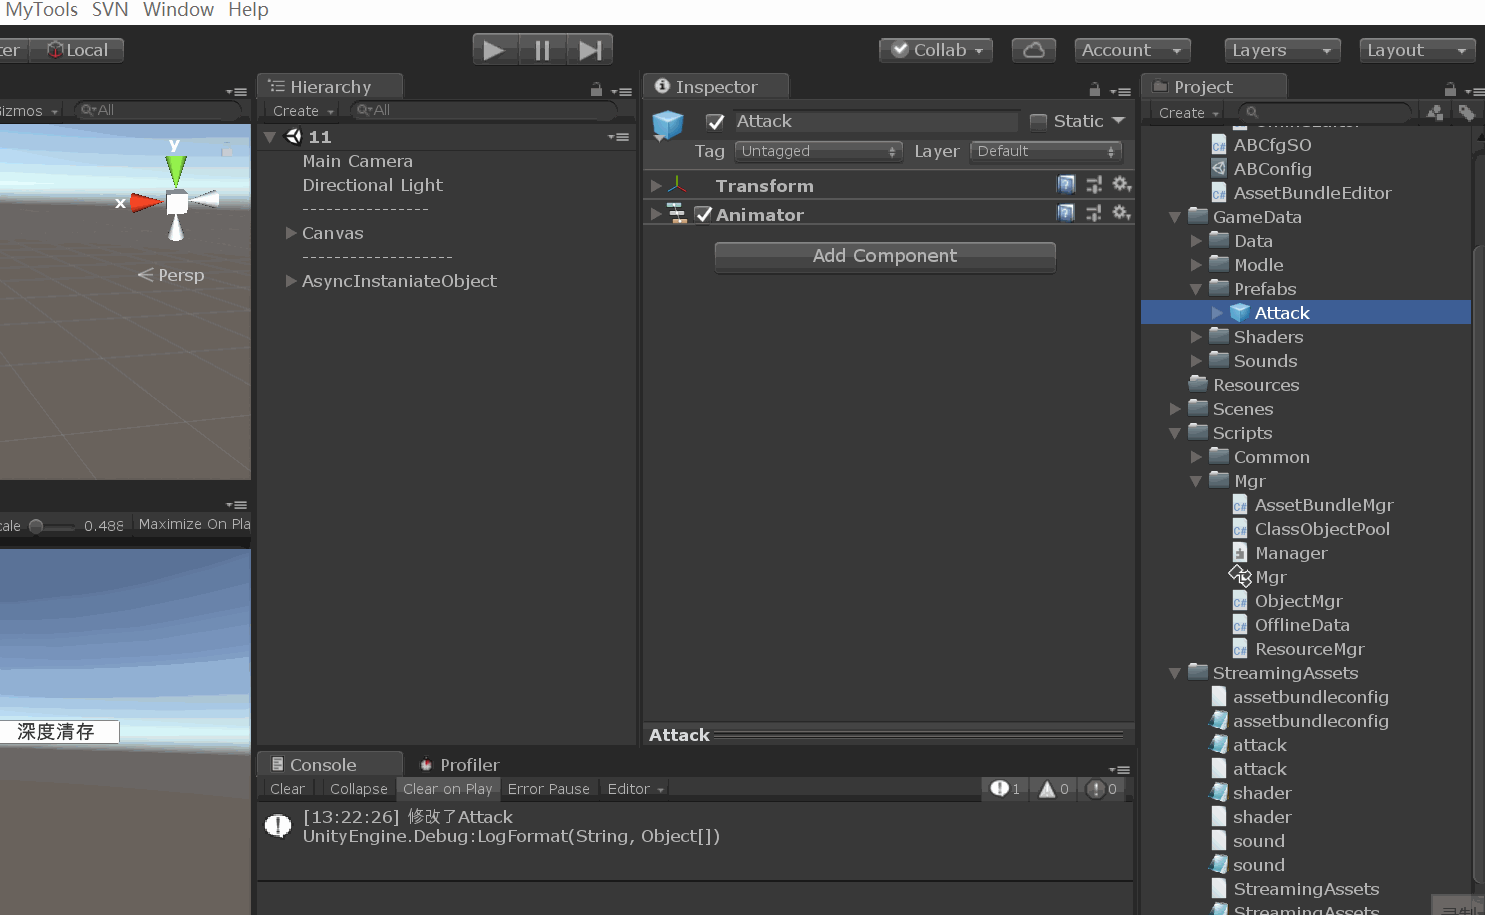 MyTools SVN Window Help
ter Local
Collab
Account
Layers
Layout
Gizmos
All
y
x
Persp
cale 0.488 Maximize On Pla
深度清存
Hierarchy
Create
All
11
Main Camera
Directional Light
----------------
Canvas
-------------------
AsyncInstaniateObject
Inspector
Attack
Static
Tag Untagged Layer Default
Transform
Animator
Add Component
Attack
Console Profiler
Clear Collapse Clear on Play Error Pause Editor 1 0 0
[13:22:26] 修改了Attack
UnityEngine.Debug:LogFormat(String, Object[])
Project
Create
OfflineEditor
ABCfgSO
ABConfig
AssetBundleEditor
GameData
Data
Modle
Prefabs
Attack
Shaders
Sounds
Resources
Scenes
Scripts
Common
Mgr
AssetBundleMgr
ClassObjectPool
Manager
Mgr
ObjectMgr
OfflineData
ResourceMgr
StreamingAssets
assetbundleconfig
assetbundleconfig
attack
attack
shader
shader
sound
sound
StreamingAssets
StreamingAssets